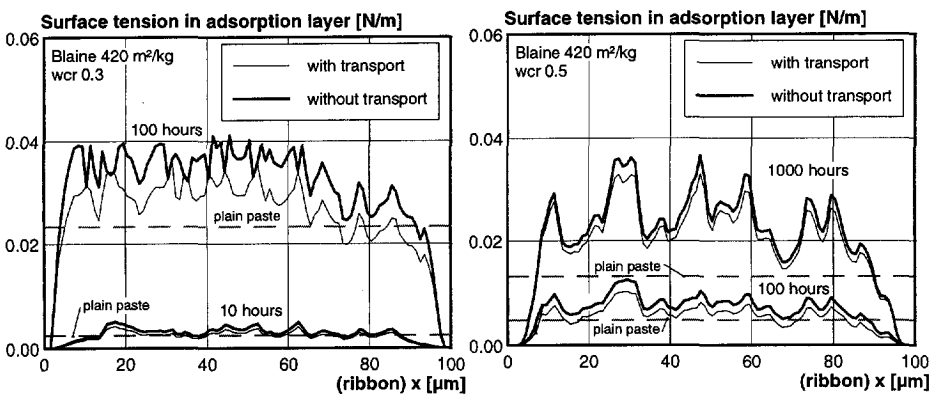 Surface tension in adsorption layer [N/m]
0.06
Blaine 420 m²/kg
wcr 0.3
with transport
without transport
100 hours
0.04
plain paste
0.02
plain paste
10 hours
0.00
0 20 40 60 80 100
(ribbon) x [µm]
Surface tension in adsorption layer [N/m]
0.06
Blaine 420 m²/kg
wcr 0.5
with transport
without transport
0.04
1000 hours
0.02
plain paste
100 hours
plain paste
0.00
0 20 40 60 80 100
(ribbon) x [µm]